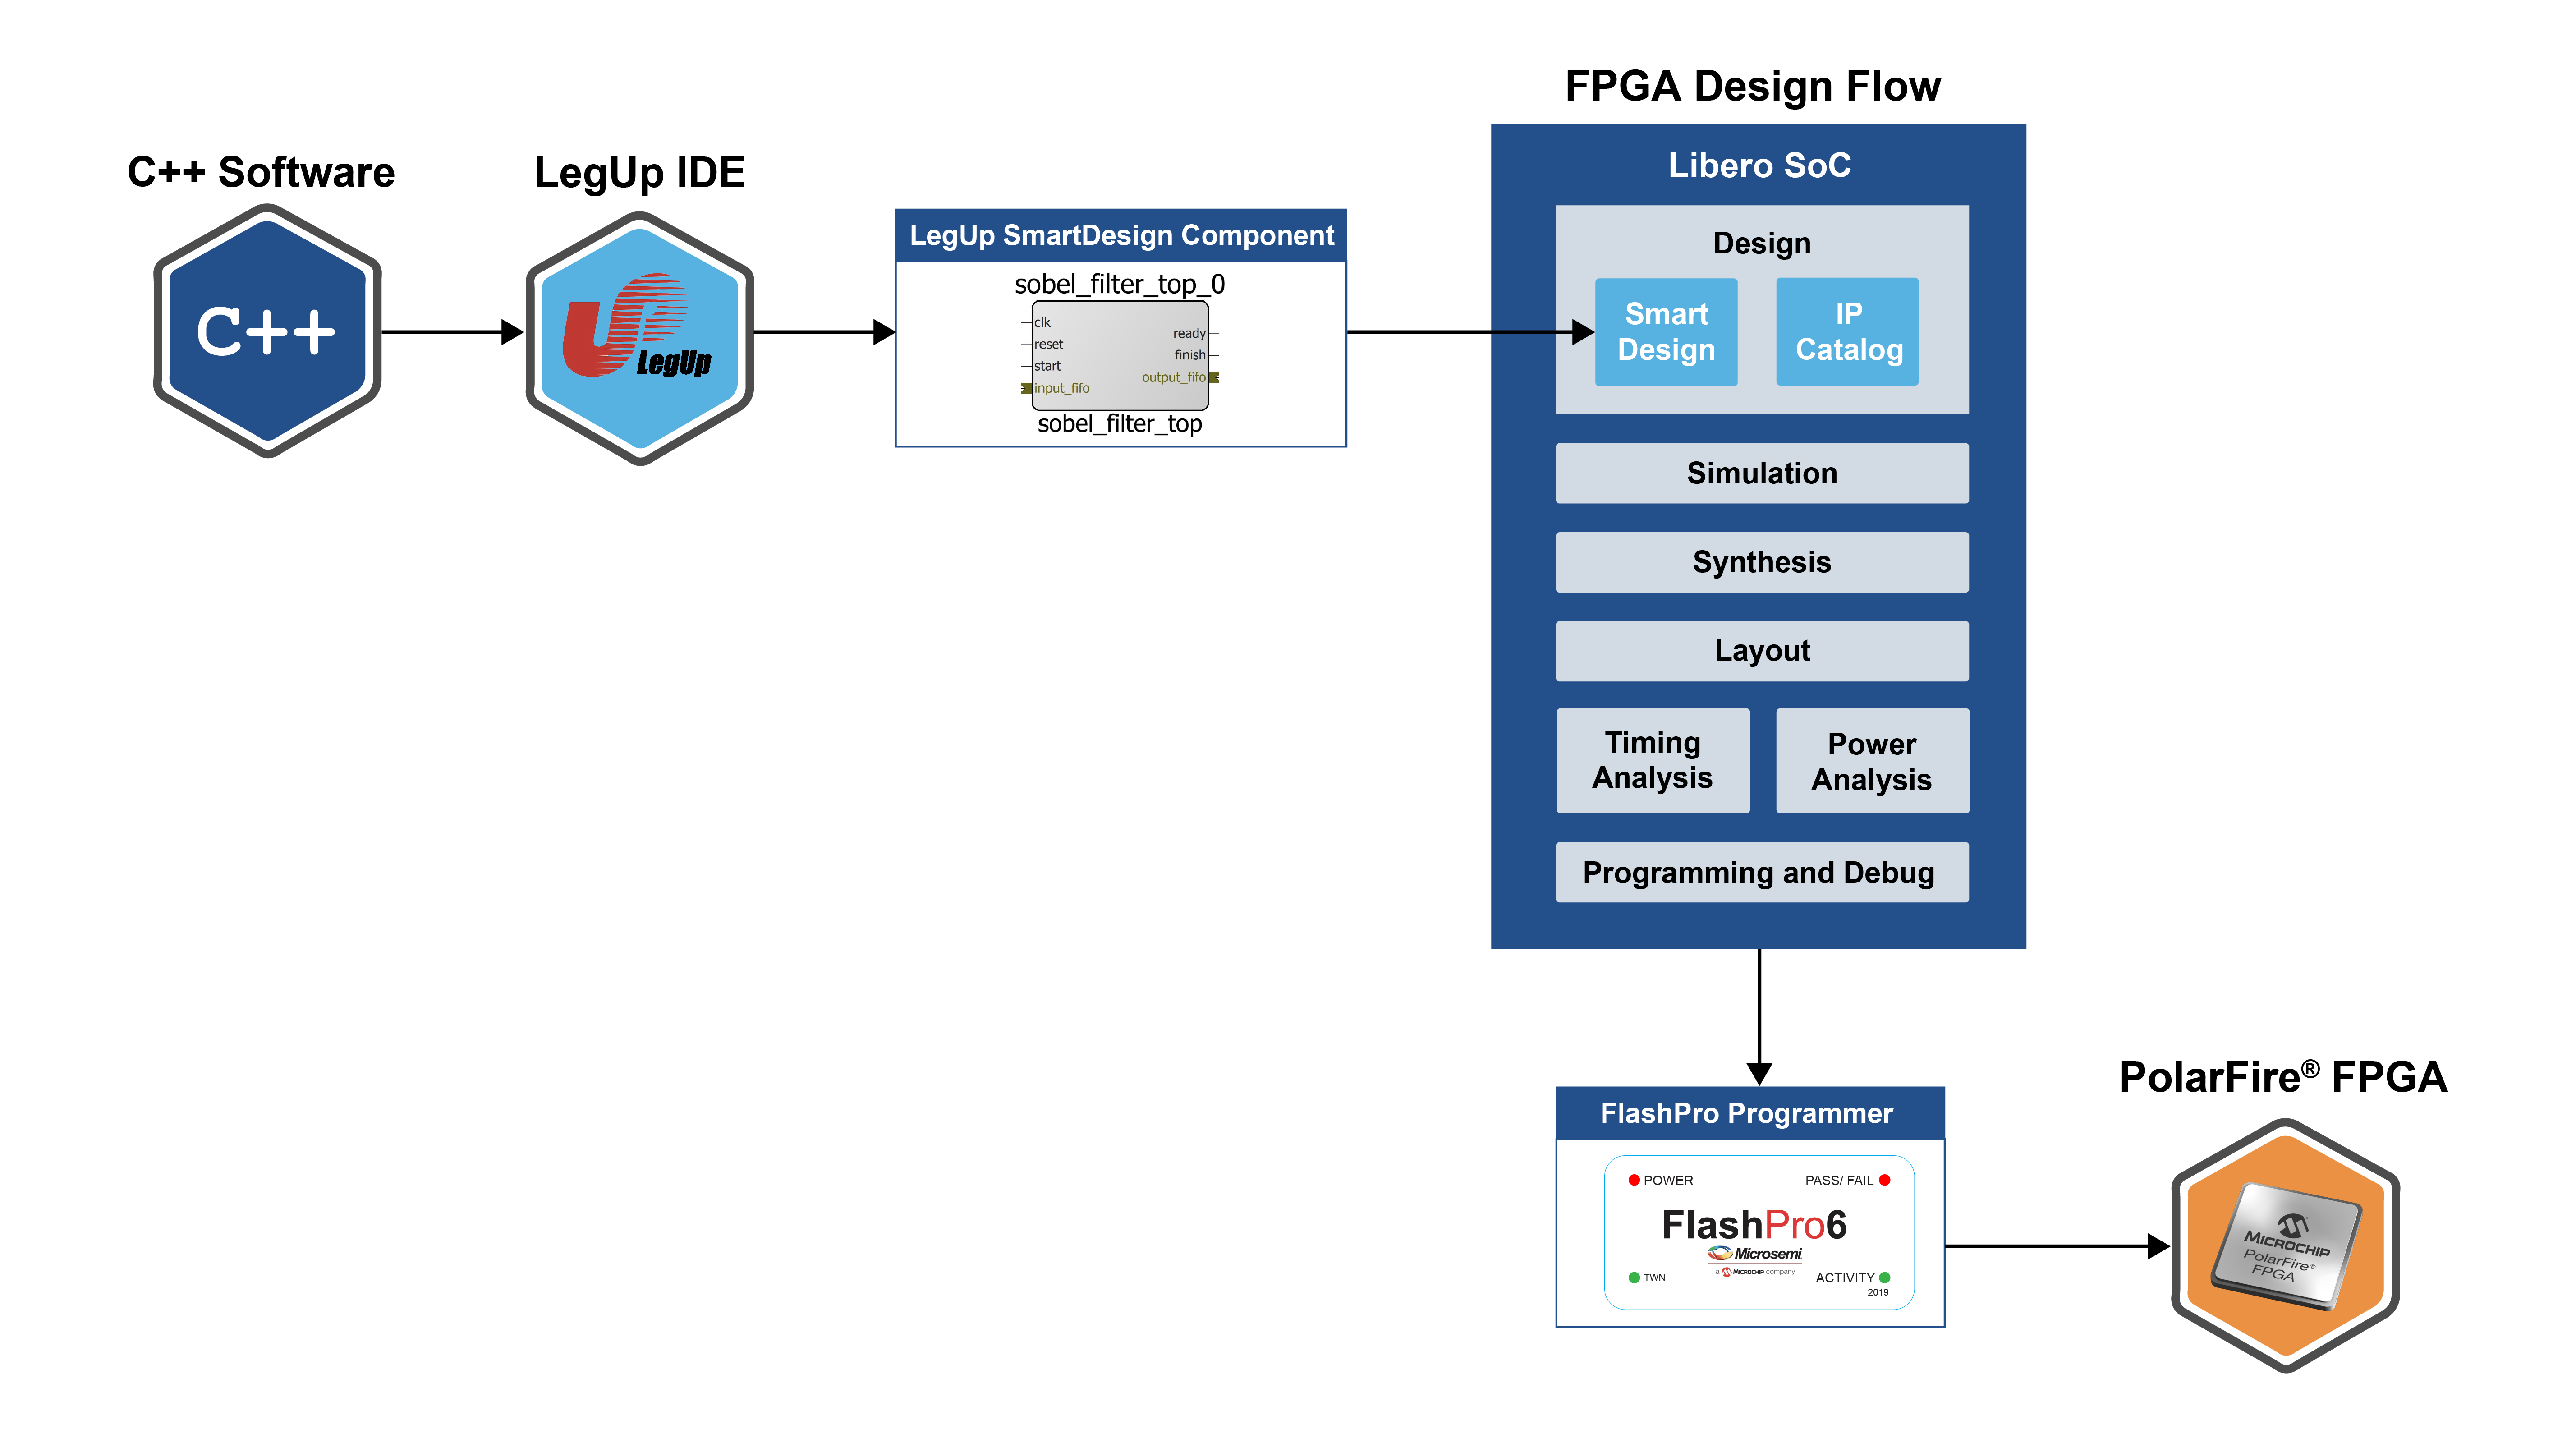 C++ Software
C++
LegUp IDE
UP
LegUp
LegUp SmartDesign Component
sobel_filter_top_0
clk
reset
start
input_fifo
ready
finish
output_fifo
sobel_filter_top
FPGA Design Flow
Libero SoC
Design
Smart
Design
IP
Catalog
Simulation
Synthesis
Layout
Timing
Analysis
Power
Analysis
Programming and Debug
FlashPro Programmer
POWER
PASS/ FAIL
FlashPro6
Microsemi
a MICROCHIP company
TWN
ACTIVITY
2019
PolarFire® FPGA
MICROCHIP
PolarFire®
FPGA